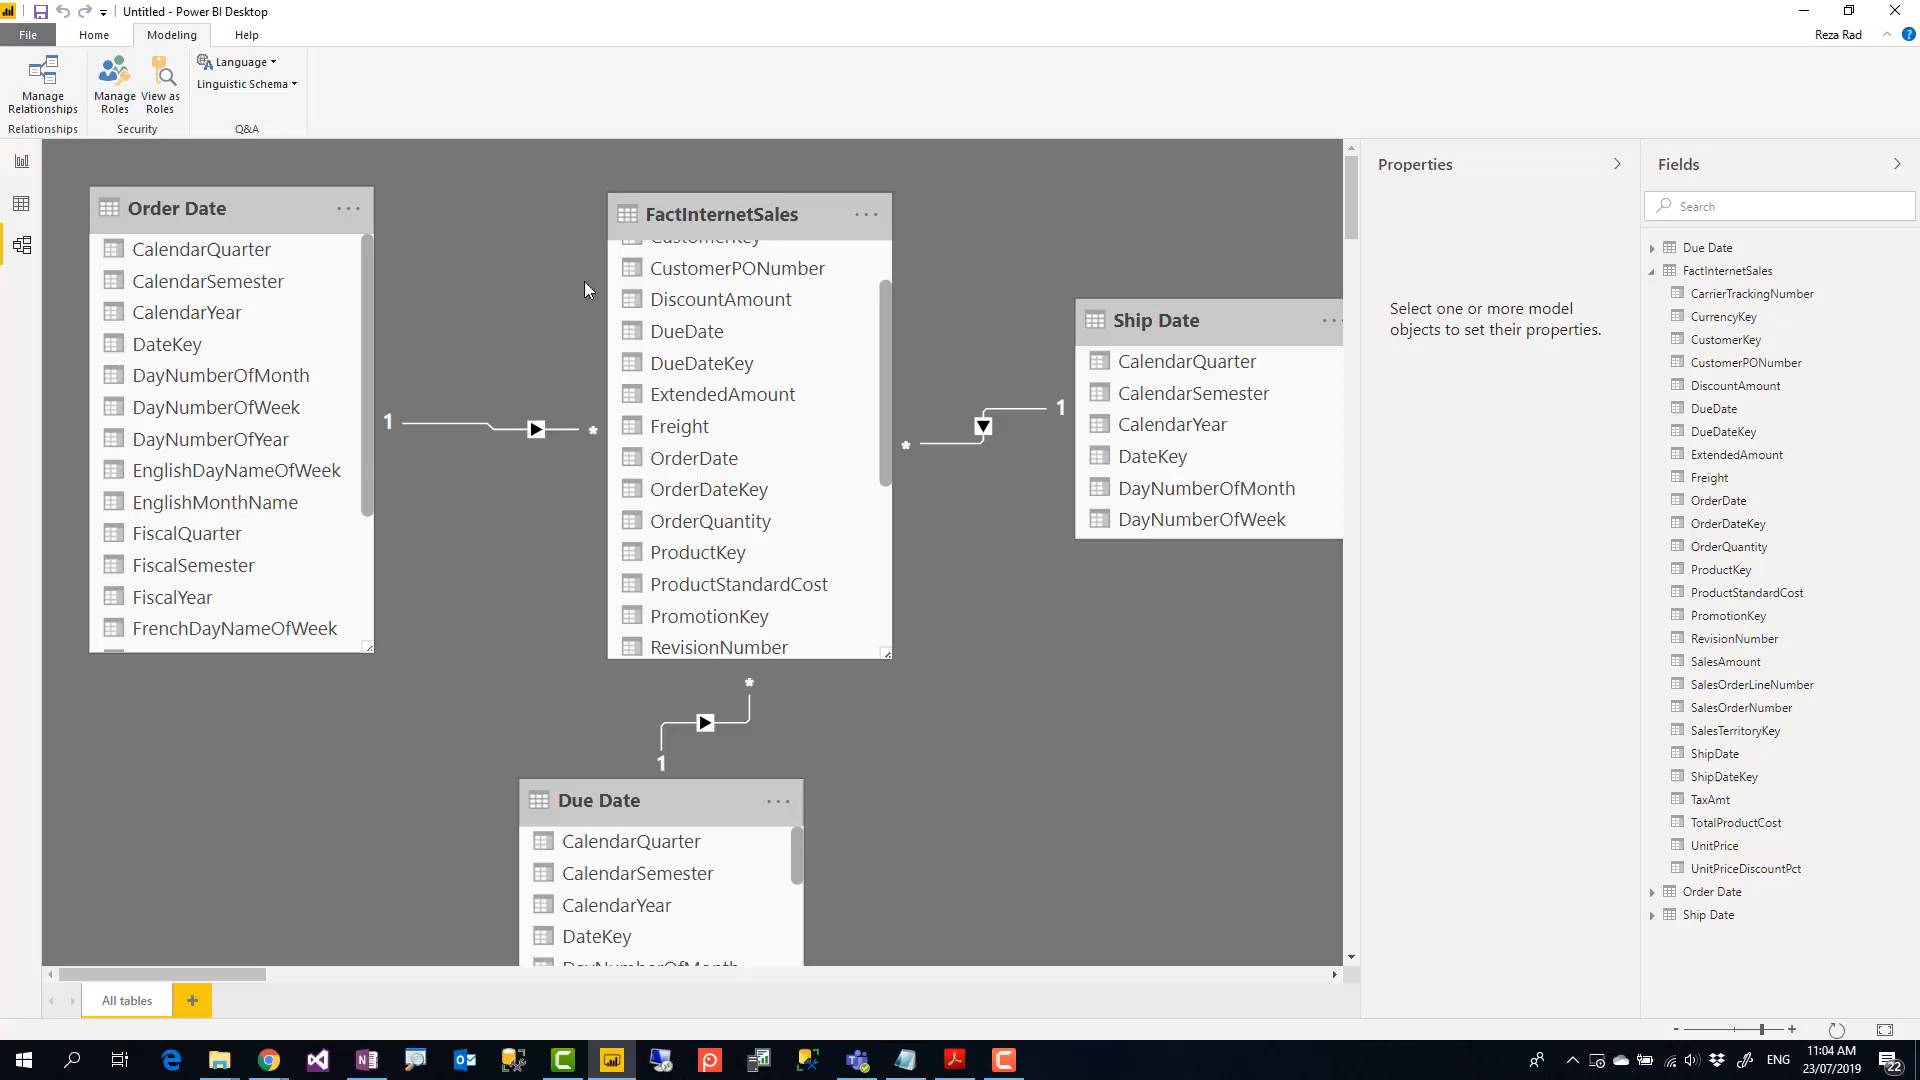 Untitled - Power BI Desktop
File Home Modeling Help
Reza Rad
Manage Relationships
Manage Roles
View as Roles
Language
Linguistic Schema
Relationships Security Q&A
Order Date
CalendarQuarter
CalendarSemester
CalendarYear
DateKey
DayNumberOfMonth
DayNumberOfWeek
DayNumberOfYear
EnglishDayNameOfWeek
EnglishMonthName
FiscalQuarter
FiscalSemester
FiscalYear
FrenchDayNameOfWeek
1
*
FactInternetSales
CustomerKey
CustomerPONumber
DiscountAmount
DueDate
DueDateKey
ExtendedAmount
Freight
OrderDate
OrderDateKey
OrderQuantity
ProductKey
ProductStandardCost
PromotionKey
RevisionNumber
*
1
Ship Date
CalendarQuarter
CalendarSemester
CalendarYear
DateKey
DayNumberOfMonth
DayNumberOfWeek
*
1
Due Date
CalendarQuarter
CalendarSemester
CalendarYear
DateKey
DayNumberOfMonth
Properties
Select one or more model
objects to set their properties.
Fields
Search
Due Date
FactInternetSales
CarrierTrackingNumber
CurrencyKey
CustomerKey
CustomerPONumber
DiscountAmount
DueDate
DueDateKey
ExtendedAmount
Freight
OrderDate
OrderDateKey
OrderQuantity
ProductKey
ProductStandardCost
PromotionKey
RevisionNumber
SalesAmount
SalesOrderLineNumber
SalesOrderNumber
SalesTerritoryKey
ShipDate
ShipDateKey
TaxAmt
TotalProductCost
UnitPrice
UnitPriceDiscountPct
Order Date
Ship Date
All tables
ENG
11:04 AM
23/07/2019
22